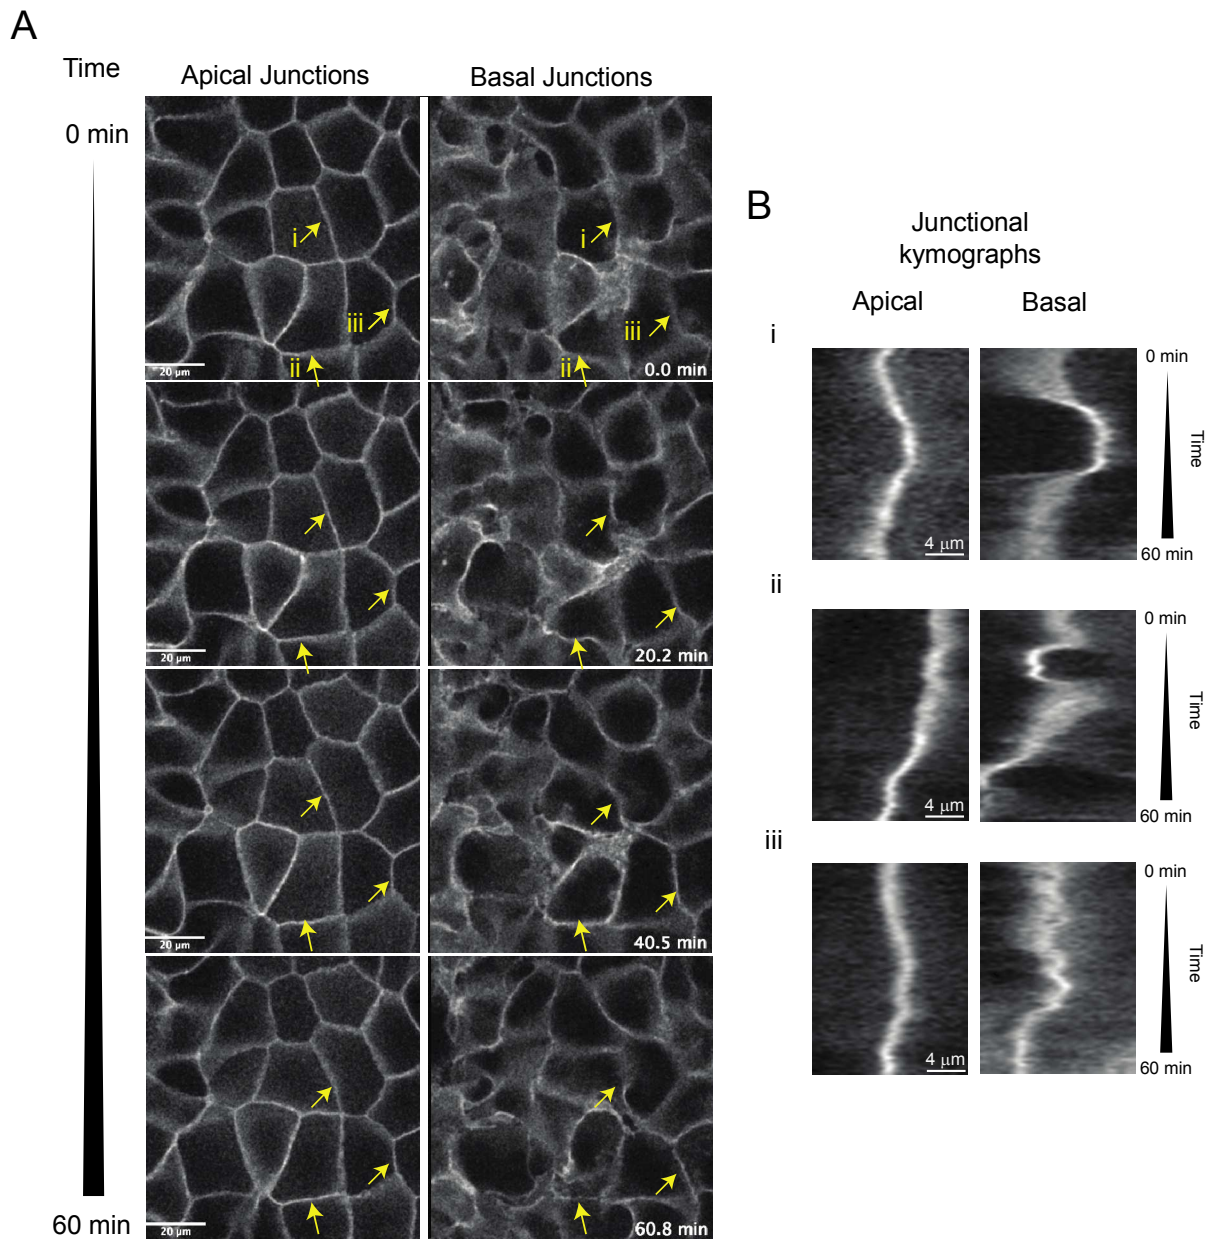 A
Time
Apical Junctions
Basal Junctions
0 min
i
iii
ii
20 µm
i
iii
ii
0.0 min
20 µm
20.2 min
20 µm
40.5 min
20 µm
60.8 min
60 min
B
Junctional
kymographs
Apical
Basal
i
4 µm
0 min
Time
60 min
ii
4 µm
0 min
Time
60 min
iii
4 µm
0 min
Time
60 min